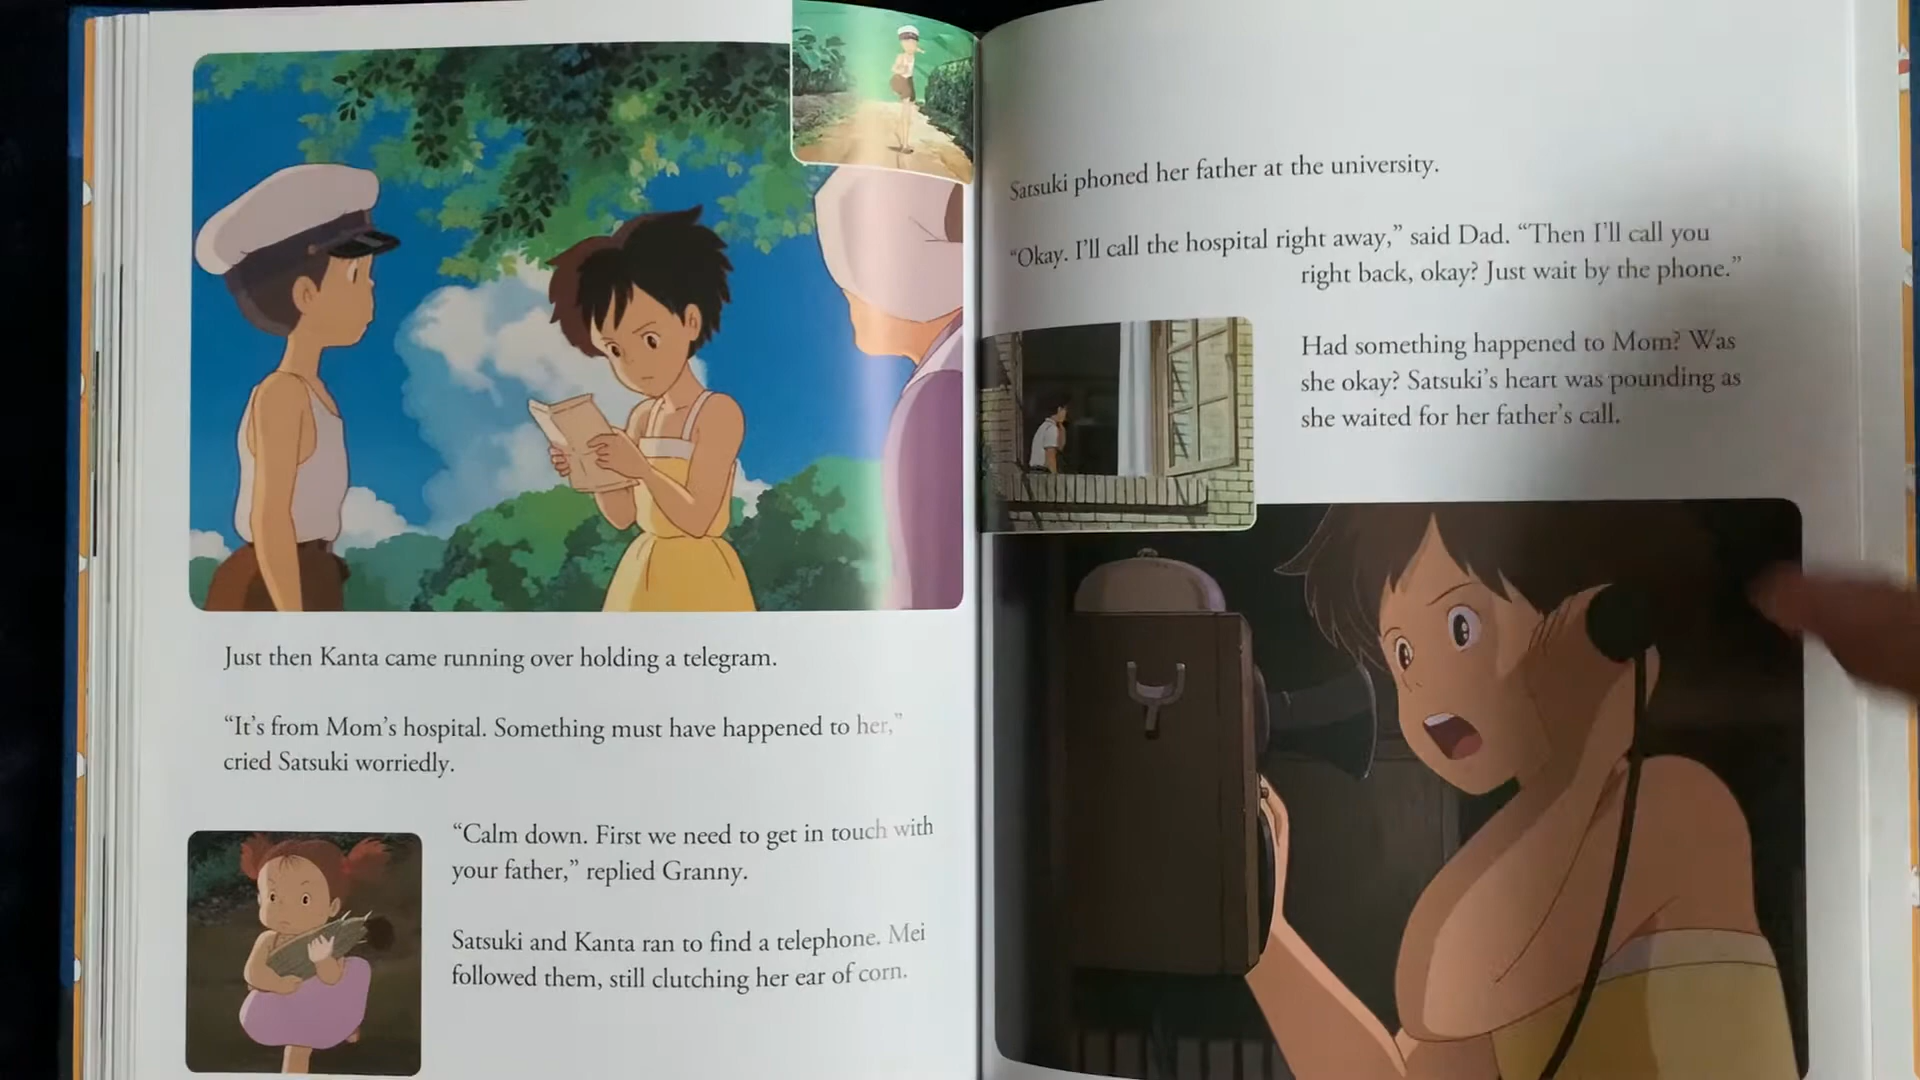 Just then Kanta came running over holding a telegram.
“It’s from Mom’s hospital. Something must have happened to her,”
cried Satsuki worriedly.
“Calm down. First we need to get in touch with
your father,” replied Granny.
Satsuki and Kanta ran to find a telephone. Mei
followed them, still clutching her ear of corn.
Satsuki phoned her father at the university.
“Okay. I’ll call the hospital right away,” said Dad. “Then I’ll call you
right back, okay? Just wait by the phone.”
Had something happened to Mom? Was
she okay? Satsuki’s heart was pounding as
she waited for her father’s call.